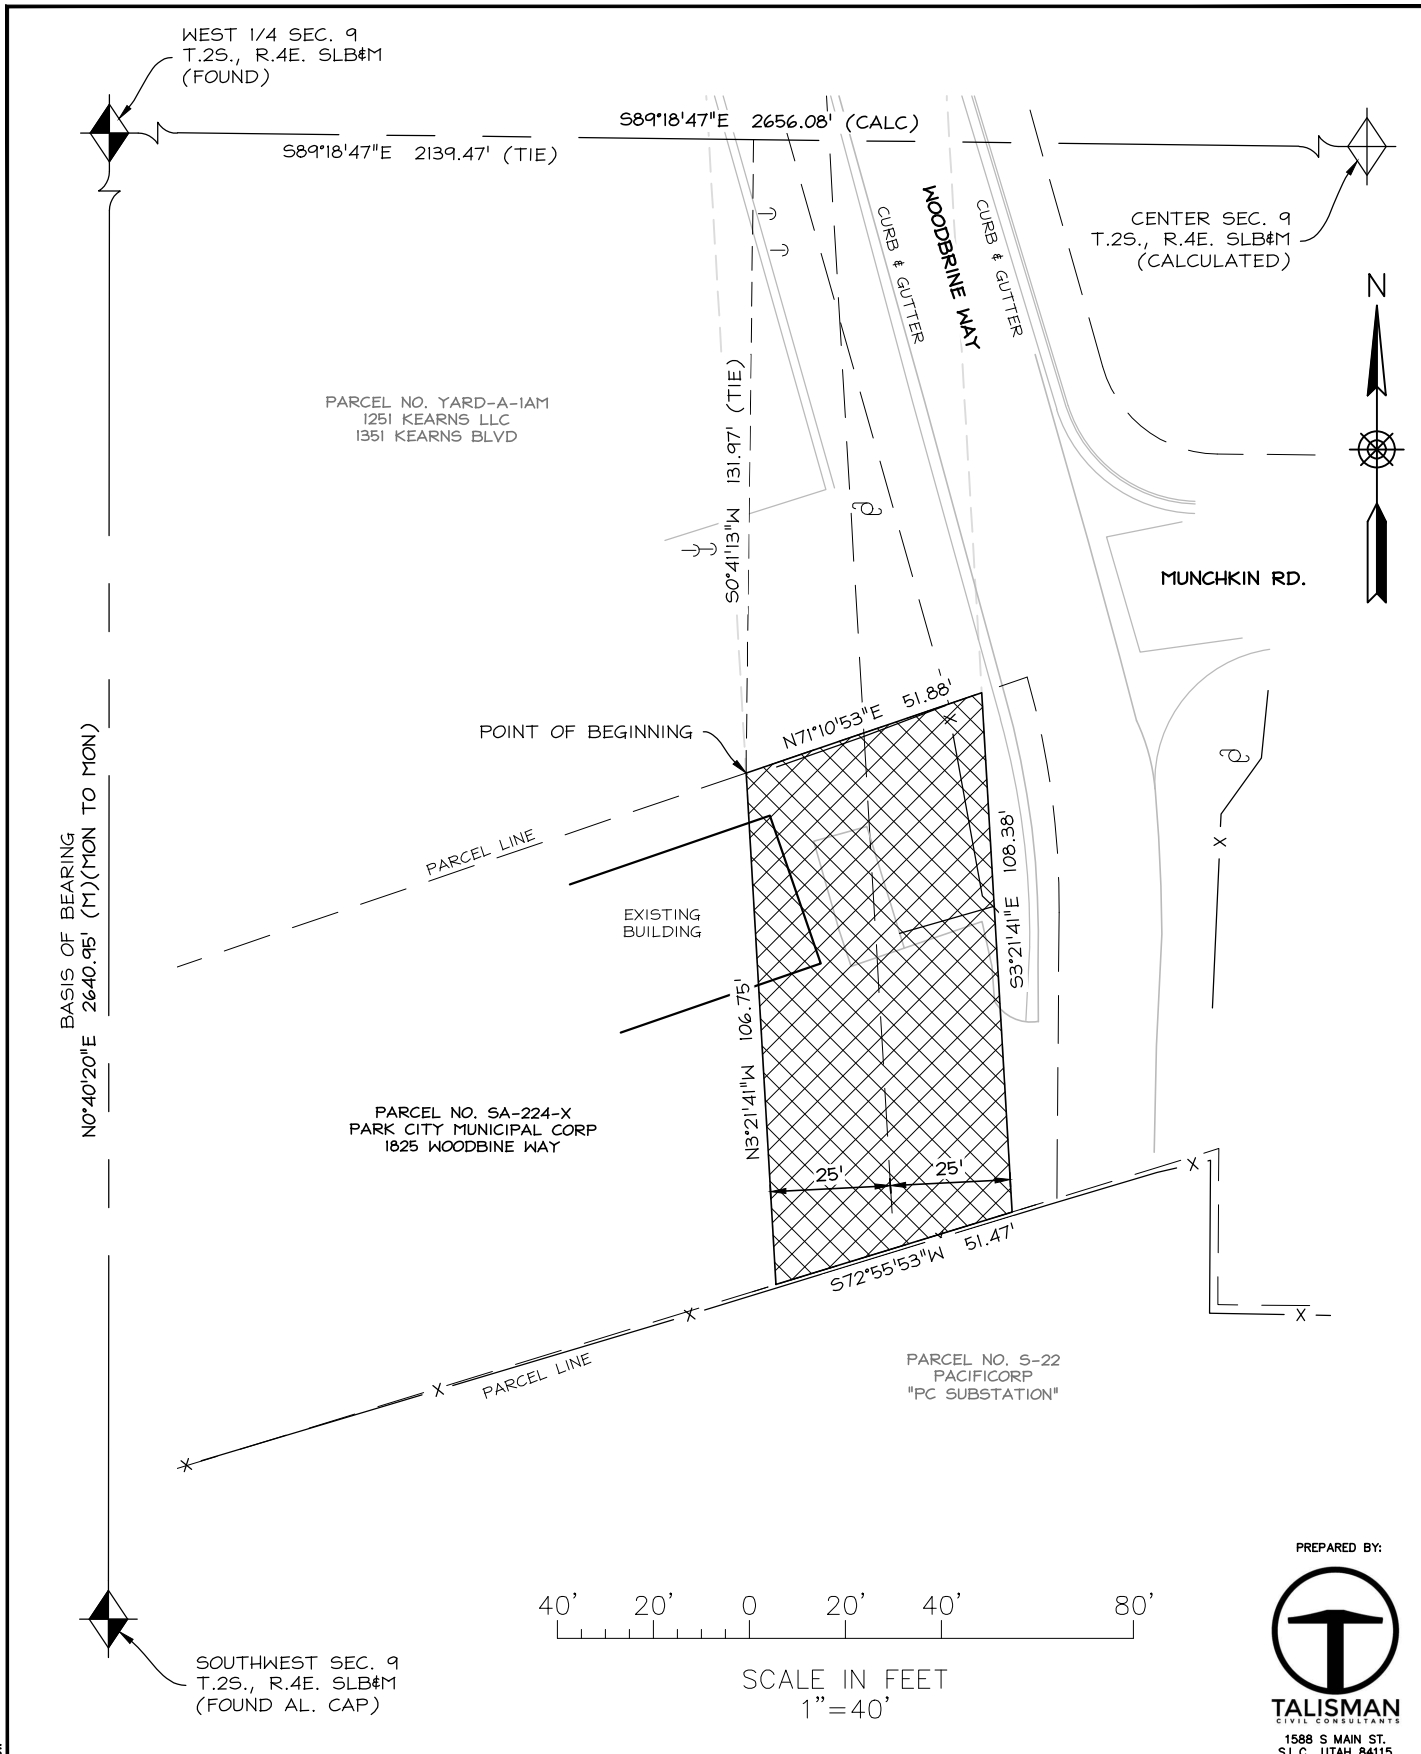 WEST 1/4 SEC. 9
T.2S., R.4E. SLB&M
(FOUND)
S89°18'47"E 2656.08' (CALC)
S89°18'47"E 2139.47' (TIE)
CENTER SEC. 9
T.2S., R.4E. SLB&M
(CALCULATED)
CURB & GUTTER
WOODBRINE WAY
CURB & GUTTER
N
PARCEL NO. YARD-A-1AM
1251 KEARNS LLC
1351 KEARNS BLVD
S0°41'13"W 131.97' (TIE)
MUNCHKIN RD.
POINT OF BEGINNING
N71°10'53"E 51.88'
X
PARCEL LINE
X
BASIS OF BEARING
N0°40'20"E 2640.95' (M)(MON TO MON)
EXISTING
BUILDING
S3°21'41"E 108.38'
N3°21'41"W 106.75'
PARCEL NO. SA-224-X
PARK CITY MUNICIPAL CORP
1825 WOODBINE WAY
25' 25'
X
S72°55'53"W 51.47'
X
X
X
PARCEL LINE
X
X
PARCEL NO. S-22
PACIFICORP
"PC SUBSTATION"
PREPARED BY:
40' 20' 0 20' 40' 80'
SCALE IN FEET
1"=40'
SOUTHWEST SEC. 9
T.2S., R.4E. SLB&M
(FOUND AL. CAP)
TALISMAN
CIVIL CONSULTANTS
1588 S MAIN ST.
S.L.C. UTAH 84115